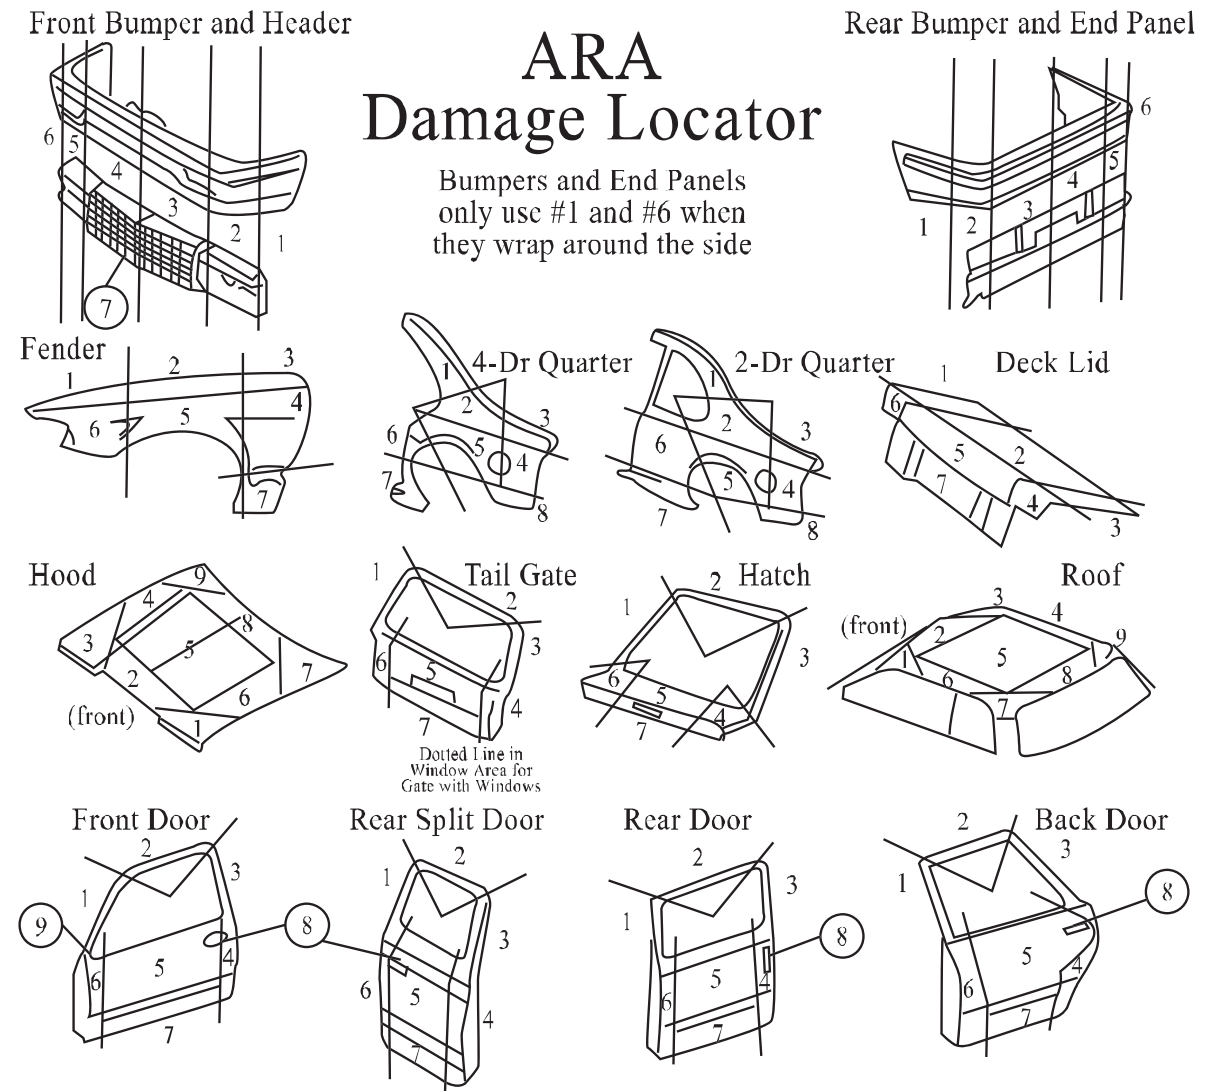 Front Bumper and Header
ARA
Damage Locator
Rear Bumper and End Panel
Bumpers and End Panels
only use #1 and #6 when
they wrap around the side
6 5 4 3 2 1
7
1 2 3 4 5 6
Fender
1 2 3 4 5 6 7
4-Dr Quarter
1 2 3 4 5 6 7 8
2-Dr Quarter
1 2 3 4 5 6 7 8
Deck Lid
1 2 3 4 5 6 7
Hood
1 2 3 4 5 6 7 8 9
(front)
Tail Gate
1 2 3 4 5 6 7
Dotted Line in
Window Area for
Gate with Windows
Hatch
1 2 3 4 5 6 7
Roof
(front)
1 2 3 4 5 6 7 8 9
Front Door
1 2 3 4 5 6 7 8 9
Rear Split Door
1 2 3 4 5 6 7
Rear Door
1 2 3 4 5 6 7 8
Back Door
1 2 3 4 5 6 7 8